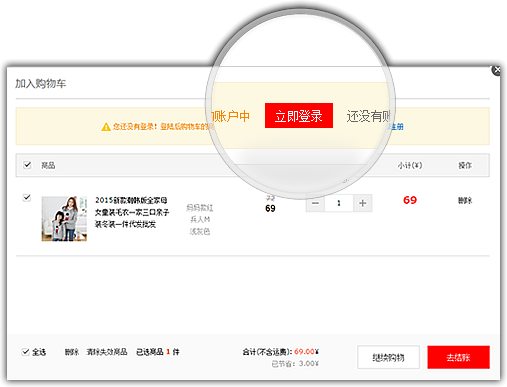 加入购物车
您还没有登录！登陆后购物车的
账户中 立即登录 还没有账
注册
商品 小计(¥) 操作
2015新款韩版全家母
女童装毛衣一家三口亲子
装冬装一件代发批发
妈妈款红
兵人M
浅灰色
69
1
69
删除
全选 删除 清除失效商品 已选商品 1 件
合计(不含运费): 69.00¥
已节省: 3.00¥
继续购物 去结账